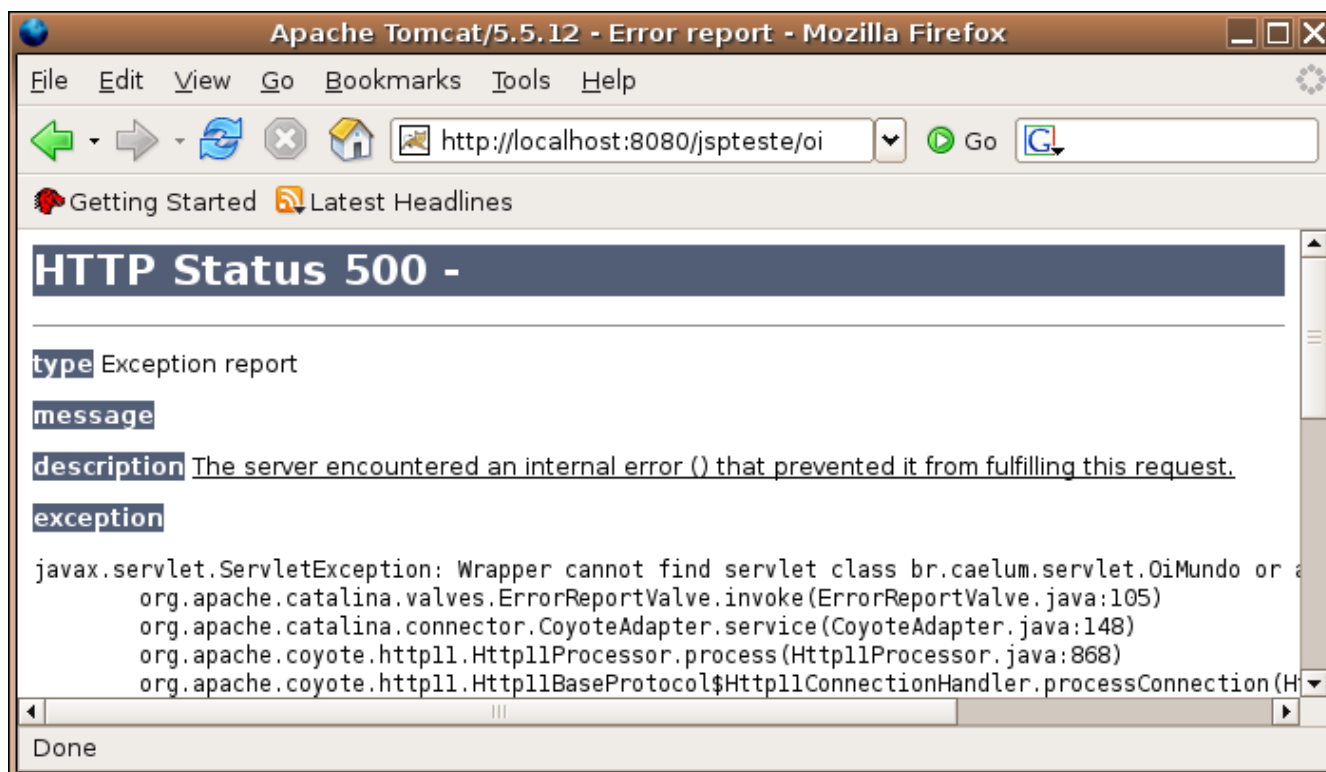 Apache Tomcat/5.5.12 - Error report - Mozilla Firefox
File Edit View Go Bookmarks Tools Help
http://localhost:8080/jspteste/oi Go G
Getting Started Latest Headlines
HTTP Status 500 -
type Exception report
message
description The server encountered an internal error () that prevented it from fulfilling this request.
exception
javax.servlet.ServletException: Wrapper cannot find servlet class br.caelum.servlet.OiMundo or a
org.apache.catalina.valves.ErrorReportValve.invoke(ErrorReportValve.java:105)
org.apache.catalina.connector.CoyoteAdapter.service(CoyoteAdapter.java:148)
org.apache.coyote.http11.Http11Processor.process(Http11Processor.java:868)
org.apache.coyote.http11.Http11BaseProtocol$Http11ConnectionHandler.processConnection(Ht
Done